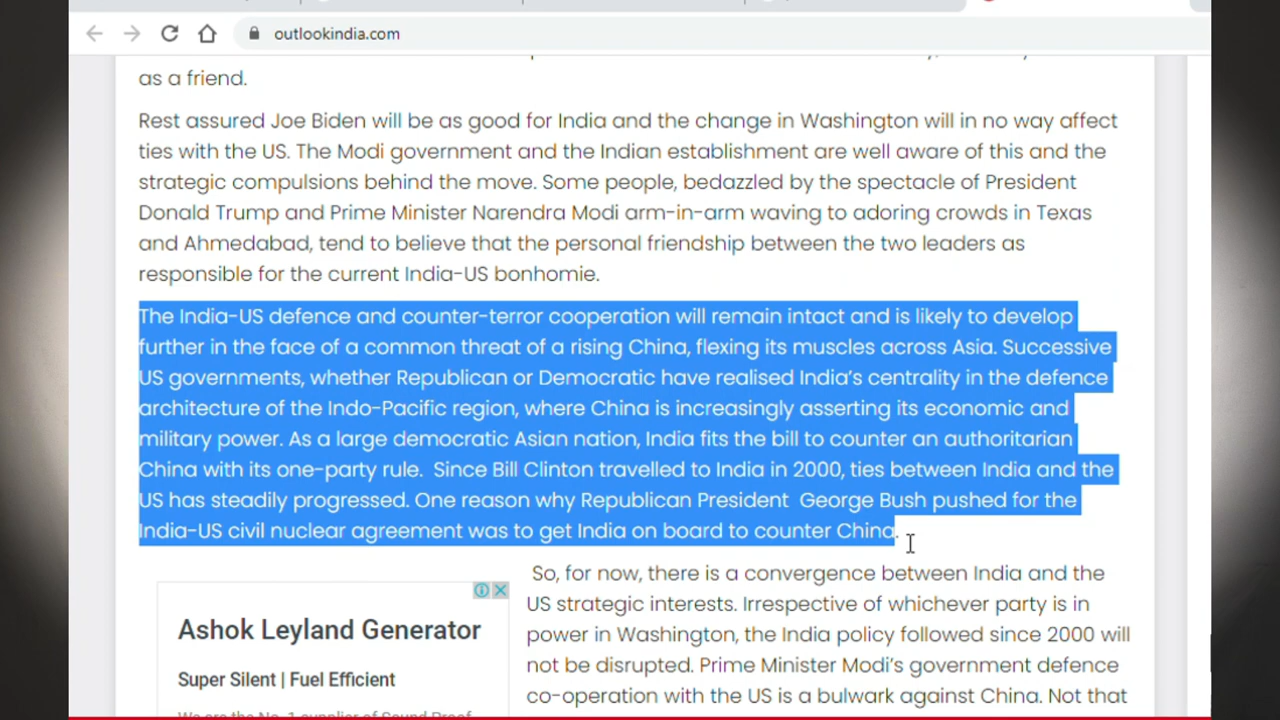 outlookindia.com
as a friend.
Rest assured Joe Biden will be as good for India and the change in Washington will in no way affect
ties with the US. The Modi government and the Indian establishment are well aware of this and the
strategic compulsions behind the move. Some people, bedazzled by the spectacle of President
Donald Trump and Prime Minister Narendra Modi arm-in-arm waving to adoring crowds in Texas
and Ahmedabad, tend to believe that the personal friendship between the two leaders as
responsible for the current India-US bonhomie.
The India-US defence and counter-terror cooperation will remain intact and is likely to develop
further in the face of a common threat of a rising China, flexing its muscles across Asia. Successive
US governments, whether Republican or Democratic have realised India's centrality in the defence
architecture of the Indo-Pacific region, where China is increasingly asserting its economic and
military power. As a large democratic Asian nation, India fits the bill to counter an authoritarian
China with its one-party rule.  Since Bill Clinton travelled to India in 2000, ties between India and the
US has steadily progressed. One reason why Republican President  George Bush pushed for the
India-US civil nuclear agreement was to get India on board to counter China.
So, for now, there is a convergence between India and the
US strategic interests. Irrespective of whichever party is in
power in Washington, the India policy followed since 2000 will
not be disrupted. Prime Minister Modi's government defence
co-operation with the US is a bulwark against China. Not that
Ashok Leyland Generator
Super Silent | Fuel Efficient
We are the No. 1 supplier of Sound Proof